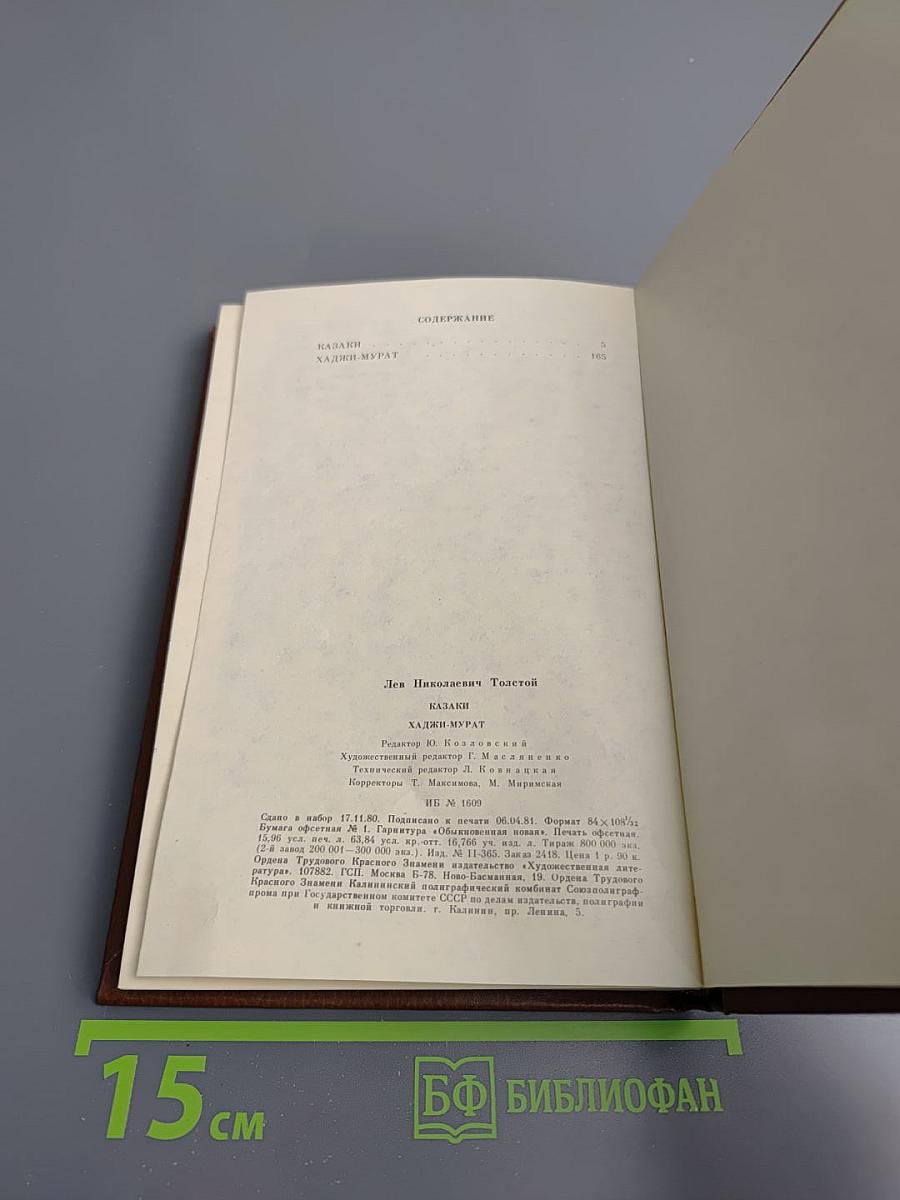 СОДЕРЖАНИЕ
КАЗАКИ . . . . . . . . . . . . . . . . . 5
ХАДЖИ-МУРАТ . . . . . . . . . . . . . 165
Лев Николаевич Толстой
КАЗАКИ
ХАДЖИ-МУРАТ
Редактор Ю. Козловский
Художественный редактор Г. Масляненко
Технический редактор Л. Ковнацкая
Корректоры Т. Максимова, М. Миримская
ИБ № 1609
Сдано в набор 17.11.80. Подписано к печати 06.04.81. Формат 84×108¹/₃₂
Бумага офсетная № 1. Гарнитура «Обыкновенная новая». Печать офсетная.
15,96 усл. печ. л. 63,84 усл. кр.-отт. 16,766 уч. изд. л. Тираж 800 000 экз.
(2-й завод 200 001—300 000 экз.). Изд. № II-365. Заказ 2418. Цена 1 р. 90 к.
Ордена Трудового Красного Знамени издательство «Художественная лите-
ратура». 107882. ГСП. Москва Б-78, Ново-Басманная, 19. Ордена Трудового
Красного Знамени Калининский полиграфический комбинат Союзполиграф-
прома при Государственном комитете СССР по делам издательств, полиграфии
и книжной торговли. г. Калинин, пр. Ленина, 5.
15 см
БФ БИБЛИОФАН